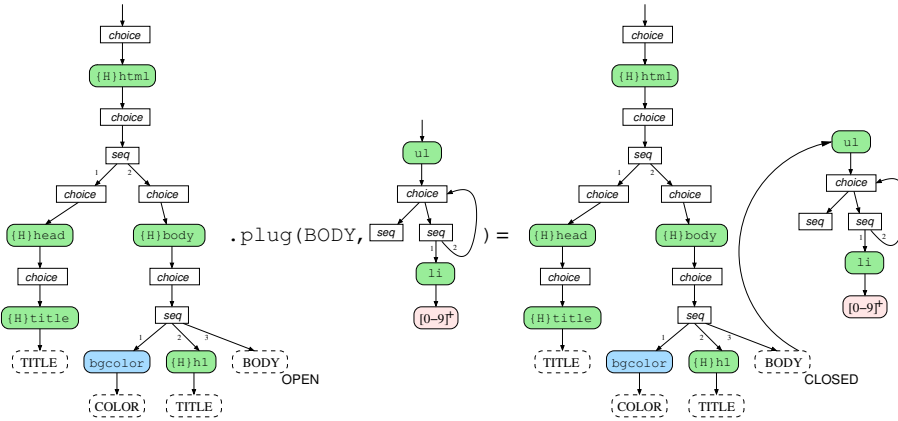 choice
{H}html
choice
seq
1 2
choice choice
{H}head {H}body
choice choice
{H}title seq
1 2 3
TITLE bgcolor {H}h1 BODY
OPEN
COLOR TITLE
.plug(BODY,
ul
choice
seq seq
1 2
li
[0−9]+
)=
choice
{H}html
choice
seq
1 2
choice choice
{H}head {H}body
choice choice
{H}title seq
1 2 3
TITLE bgcolor {H}h1 BODY
CLOSED
COLOR TITLE
ul
choice
seq seq
1 2
li
[0−9]+